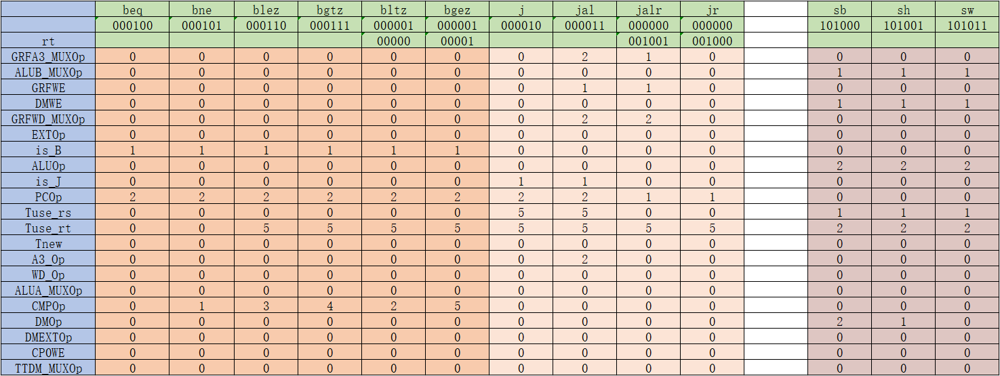 beq bne blez bgtz bltz bgez j jal jalr jr sb sh sw
000100 000101 000110 000111 000001 000001 000010 000011 000000 000000 101000 101001 101011
rt 00000 00001 001001 001000
GRFA3_MUXOp 0 0 0 0 0 0 0 2 1 0 0 0 0
ALUB_MUXOp 0 0 0 0 0 0 0 0 0 0 1 1 1
GRFWE 0 0 0 0 0 0 0 1 1 0 0 0 0
DMWE 0 0 0 0 0 0 0 0 0 0 1 1 1
GRFWD_MUXOp 0 0 0 0 0 0 0 2 2 0 0 0 0
EXTOp 0 0 0 0 0 0 0 0 0 0 0 0 0
is_B 1 1 1 1 1 1 0 0 0 0 0 0 0
ALUOp 0 0 0 0 0 0 0 0 0 0 2 2 2
is_J 0 0 0 0 0 0 1 1 0 0 0 0 0
PCOp 2 2 2 2 2 2 2 2 1 1 0 0 0
Tuse_rs 0 0 0 0 0 0 5 5 0 0 1 1 1
Tuse_rt 0 0 5 5 5 5 5 5 5 5 2 2 2
Tnew 0 0 0 0 0 0 0 0 0 0 0 0 0
A3_Op 0 0 0 0 0 0 0 2 0 0 0 0 0
WD_Op 0 0 0 0 0 0 0 0 0 0 0 0 0
ALUA_MUXOp 0 0 0 0 0 0 0 0 0 0 0 0 0
CMPOp 0 1 3 4 2 5 0 0 0 0 0 0 0
DMOp 0 0 0 0 0 0 0 0 0 0 2 1 0
DMEXTOp 0 0 0 0 0 0 0 0 0 0 0 0 0
CP0WE 0 0 0 0 0 0 0 0 0 0 0 0 0
TTDM_MUXOp 0 0 0 0 0 0 0 0 0 0 0 0 0